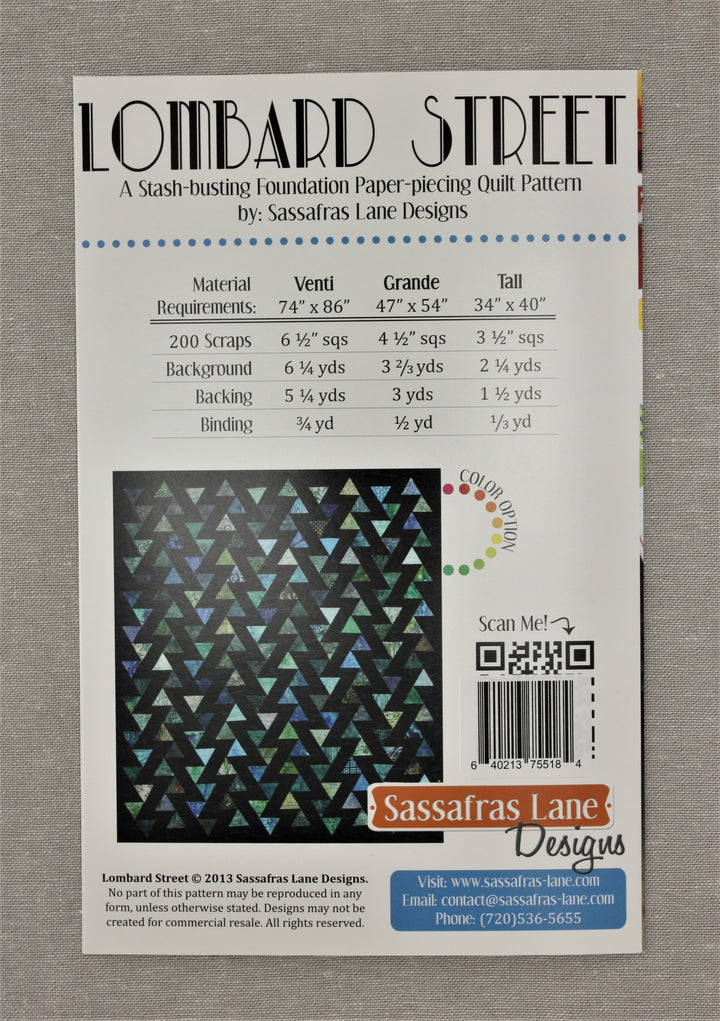 LOMBARD STREET
A Stash-busting Foundation Paper-piecing Quilt Pattern
by: Sassafras Lane Designs
Material Requirements: Venti 74” x 86” Grande 47” x 54” Tall 34” x 40”
200 Scraps 6 ½” sqs 4 ½” sqs 3 ½” sqs
Background 6 ¼ yds 3 ⅔ yds 2 ¼ yds
Backing 5 ¼ yds 3 yds 1 ½ yds
Binding ¾ yd ½ yd ⅓ yd
COLOR OPTION
Scan Me!
6 40213 75518 4
Sassafras Lane
Designs
Lombard Street © 2013 Sassafras Lane Designs.
No part of this pattern may be reproduced in any
form, unless otherwise stated. Designs may not be
created for commercial resale. All rights reserved.
Visit: www.sassafras-lane.com
Email: contact@sassafras-lane.com
Phone: (720)536-5655